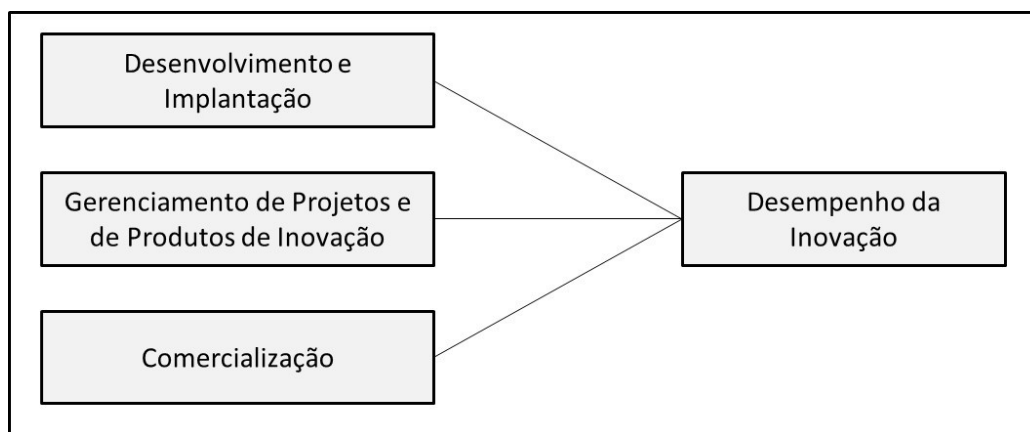 Desenvolvimento e
Implantação
Gerenciamento de Projetos e
de Produtos de Inovação
Comercialização
Desempenho da
Inovação